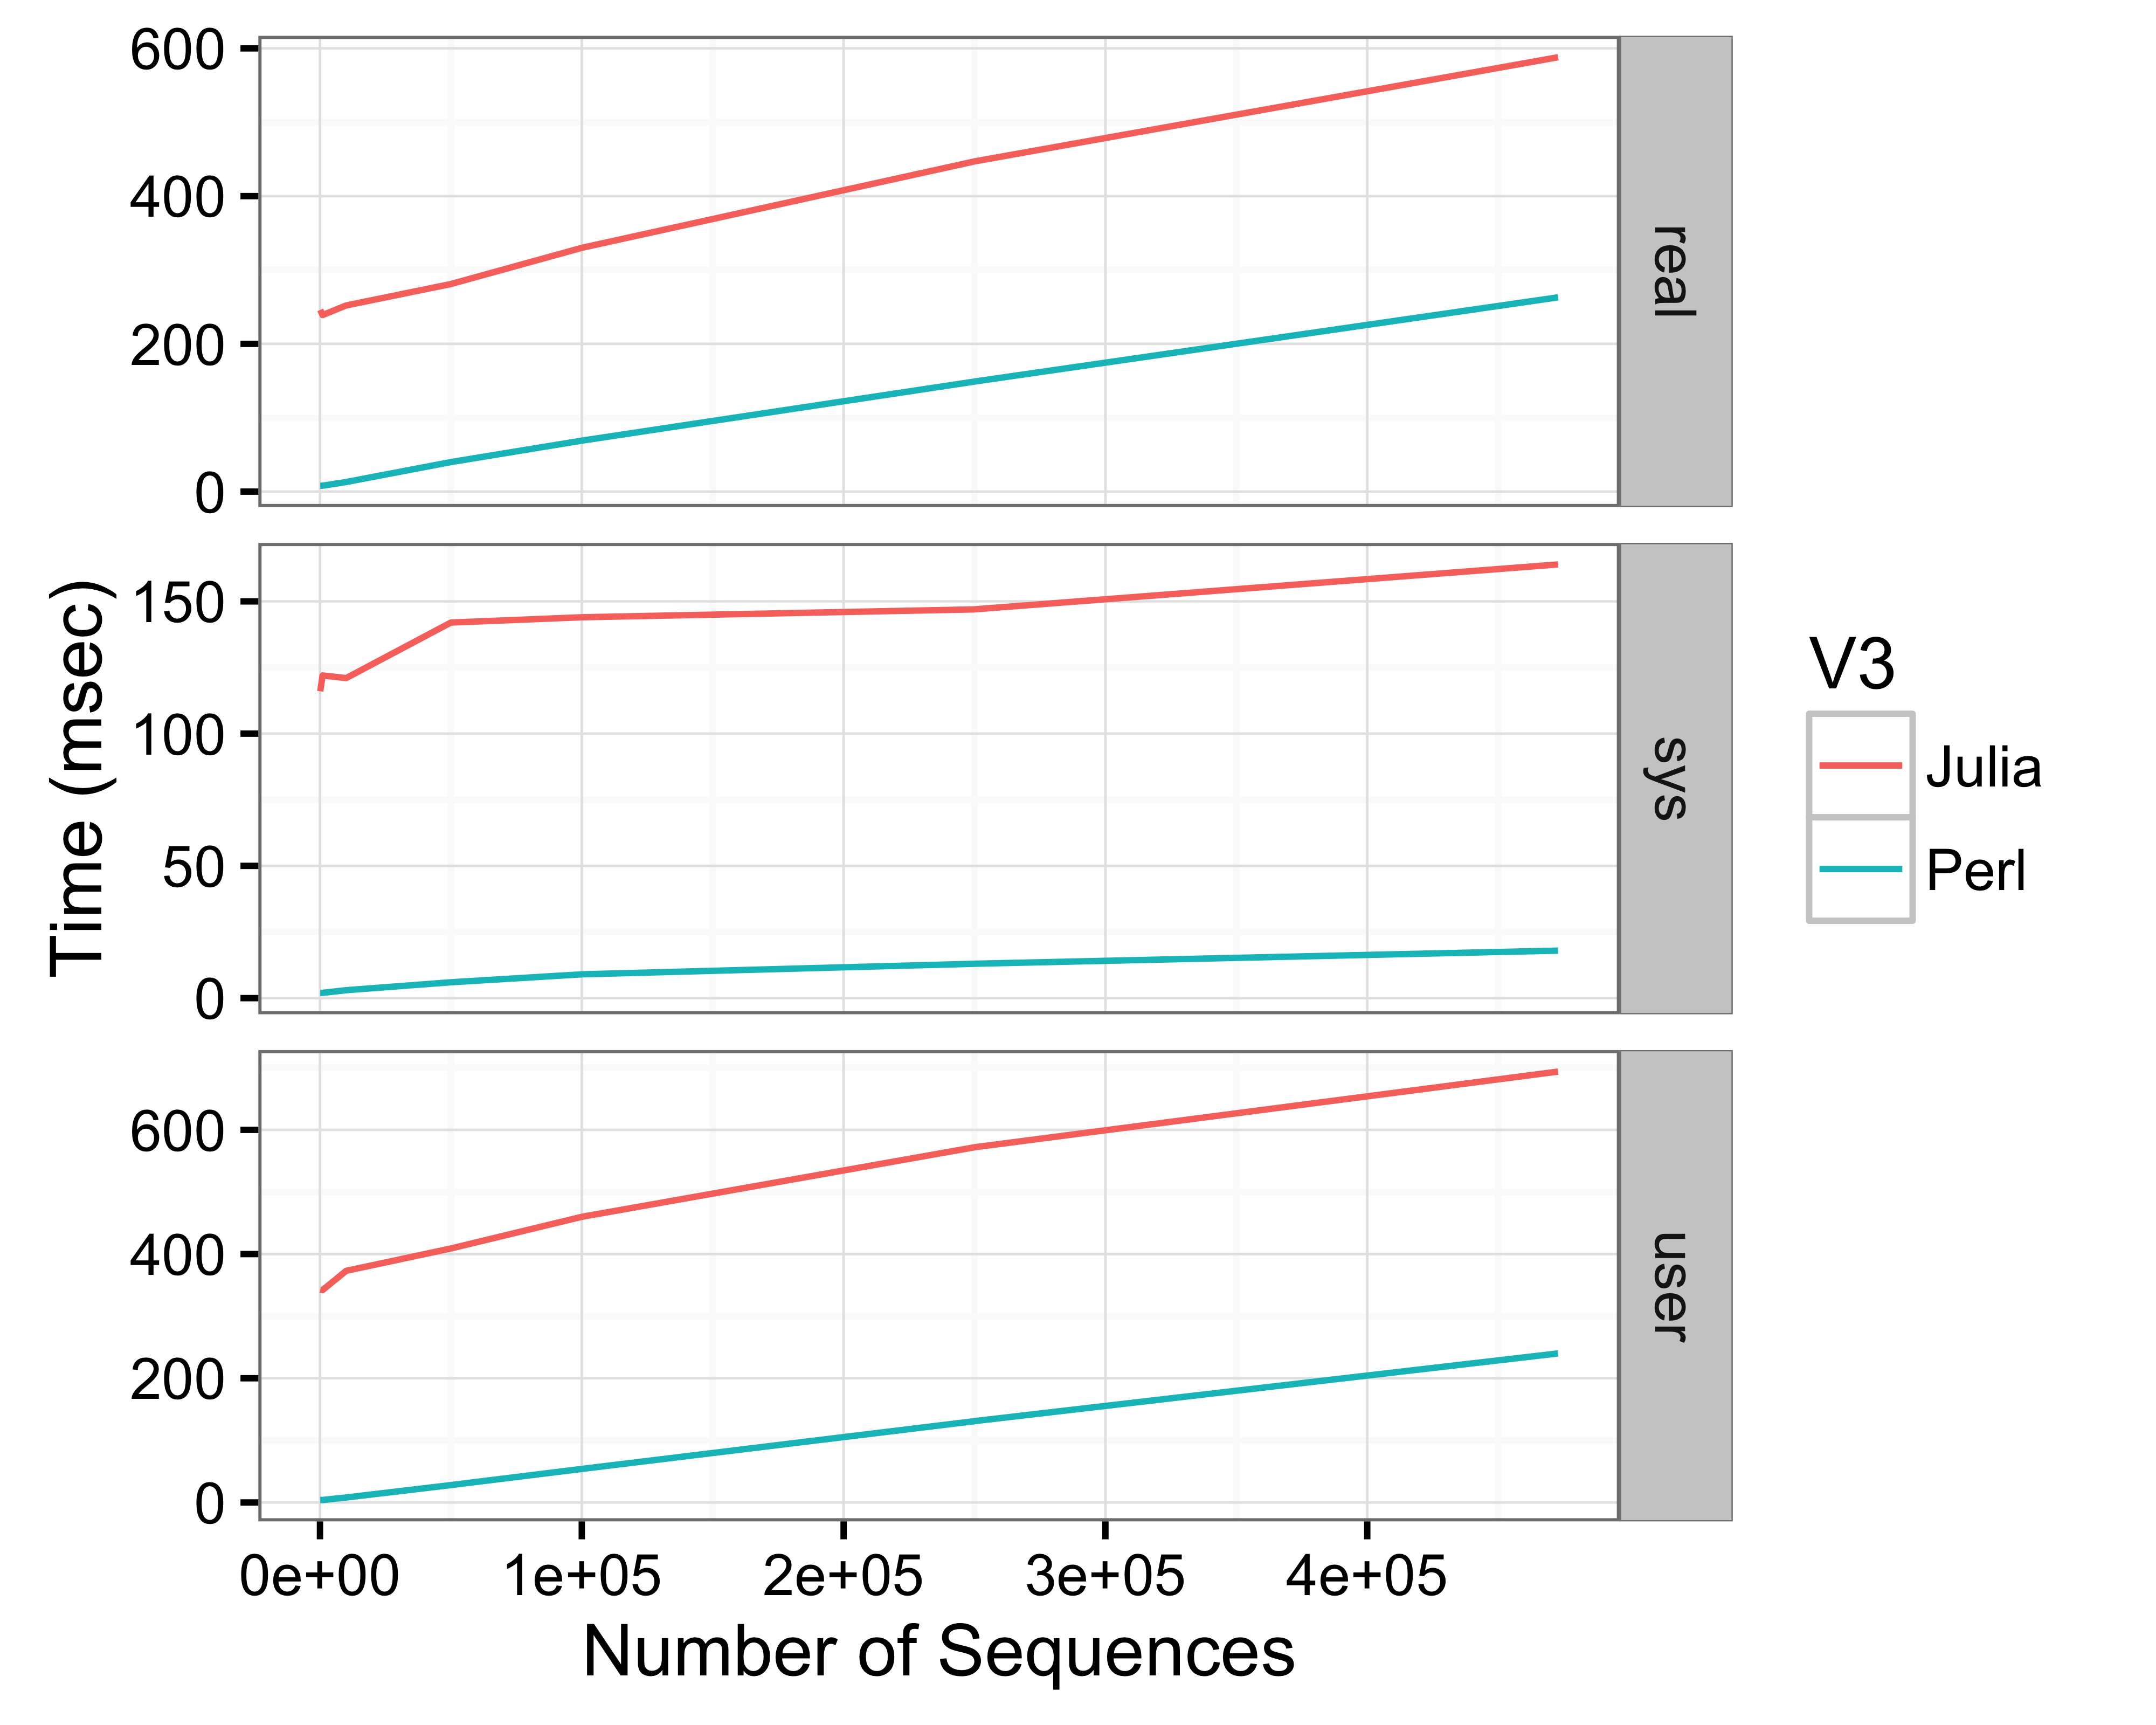 600
400
200
0
real
Time (msec)
150
100
50
0
sys
V3
Julia
Perl
600
400
200
0
user
0e+00 1e+05 2e+05 3e+05 4e+05
Number of Sequences